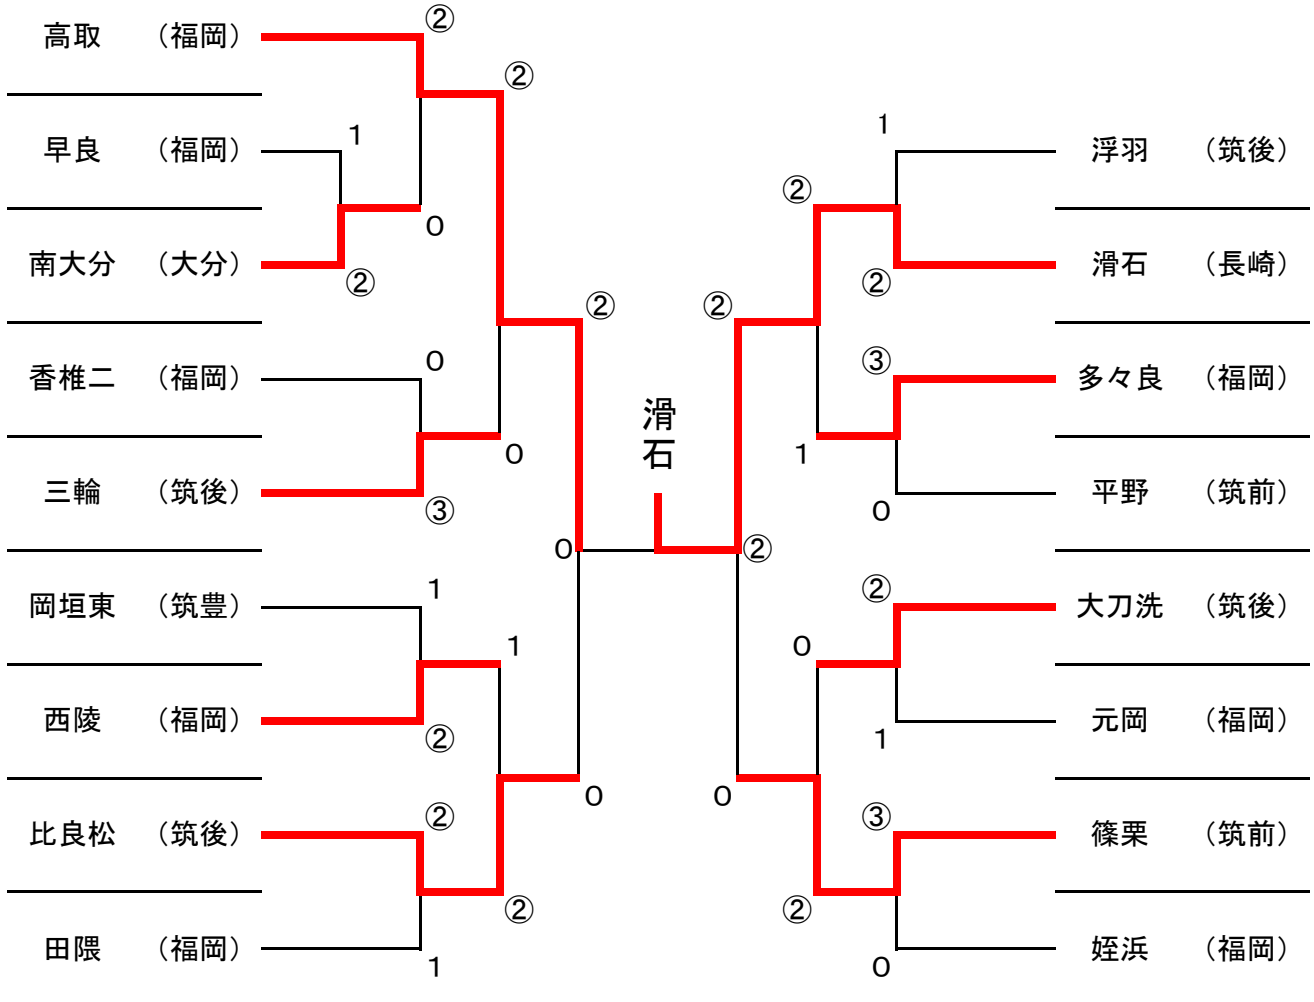 高取 （福岡）
②
②
早良 （福岡）
1
0
南大分 （大分）
②
②
香椎二 （福岡）
0
0
三輪 （筑後）
③
0
岡垣東 （筑豊）
1
1
西陵 （福岡）
②
0
比良松 （筑後）
②
②
田隈 （福岡）
1
滑石
1
浮羽 （筑後）
②
滑石 （長崎）
②
②
③
多々良 （福岡）
1
平野 （筑前）
0
②
②
大刀洗 （筑後）
0
元岡 （福岡）
1
0
③
篠栗 （筑前）
②
姪浜 （福岡）
0